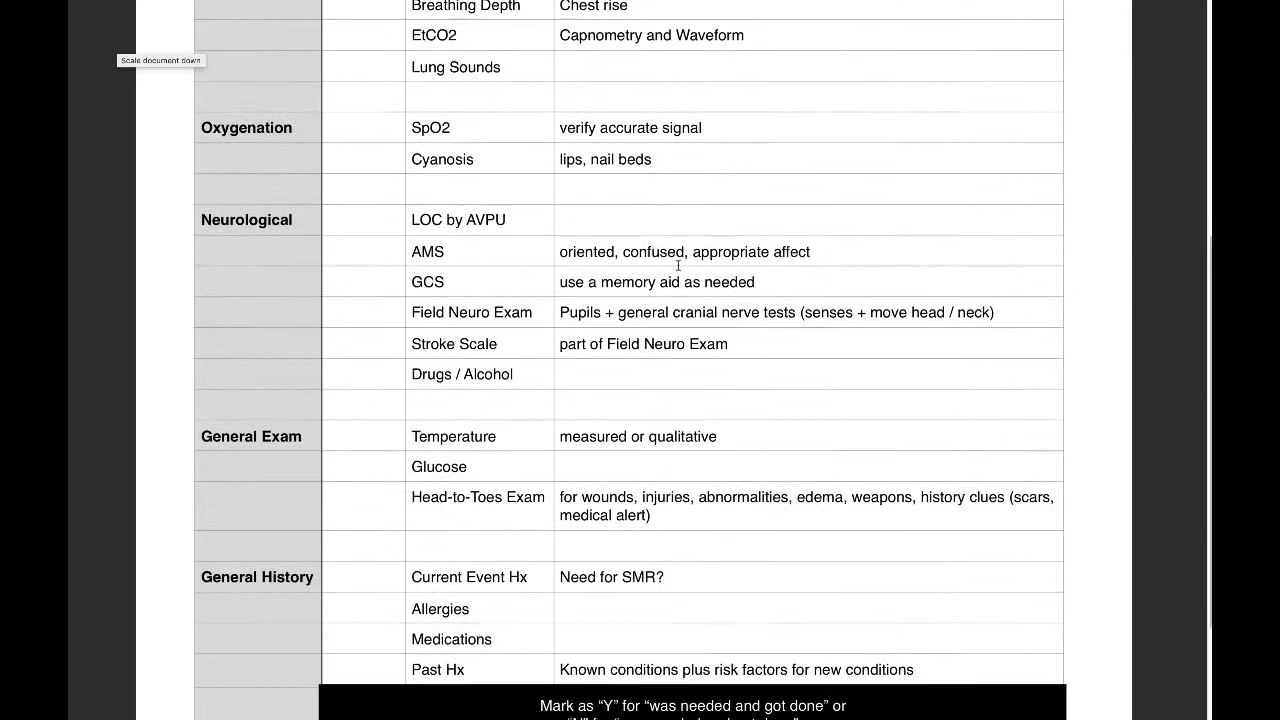 Breathing Depth Chest rise
EtCO2 Capnometry and Waveform
Scale document down
Lung Sounds
Oxygenation SpO2 verify accurate signal
Cyanosis lips, nail beds
Neurological LOC by AVPU
AMS oriented, confused, appropriate affect
GCS use a memory aid as needed
Field Neuro Exam Pupils + general cranial nerve tests (senses + move head / neck)
Stroke Scale part of Field Neuro Exam
Drugs / Alcohol
General Exam Temperature measured or qualitative
Glucose
Head-to-Toes Exam for wounds, injuries, abnormalities, edema, weapons, history clues (scars,
medical alert)
General History Current Event Hx Need for SMR?
Allergies
Medications
Past Hx Known conditions plus risk factors for new conditions
Mark as “Y” for “was needed and got done” or